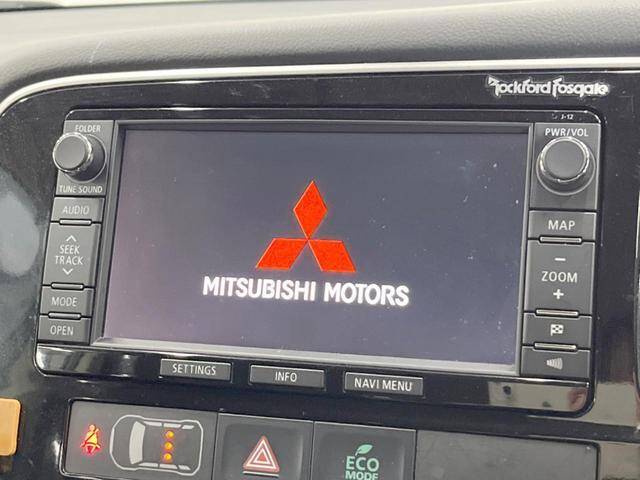 Rockford Fosgate
J-12
FOLDER
TUNE SOUND
AUDIO
SEEK
TRACK
MODE
OPEN
PWR/VOL
MAP
−
ZOOM
+
MITSUBISHI MOTORS
SETTINGS
INFO
NAVI MENU
ECO
MODE